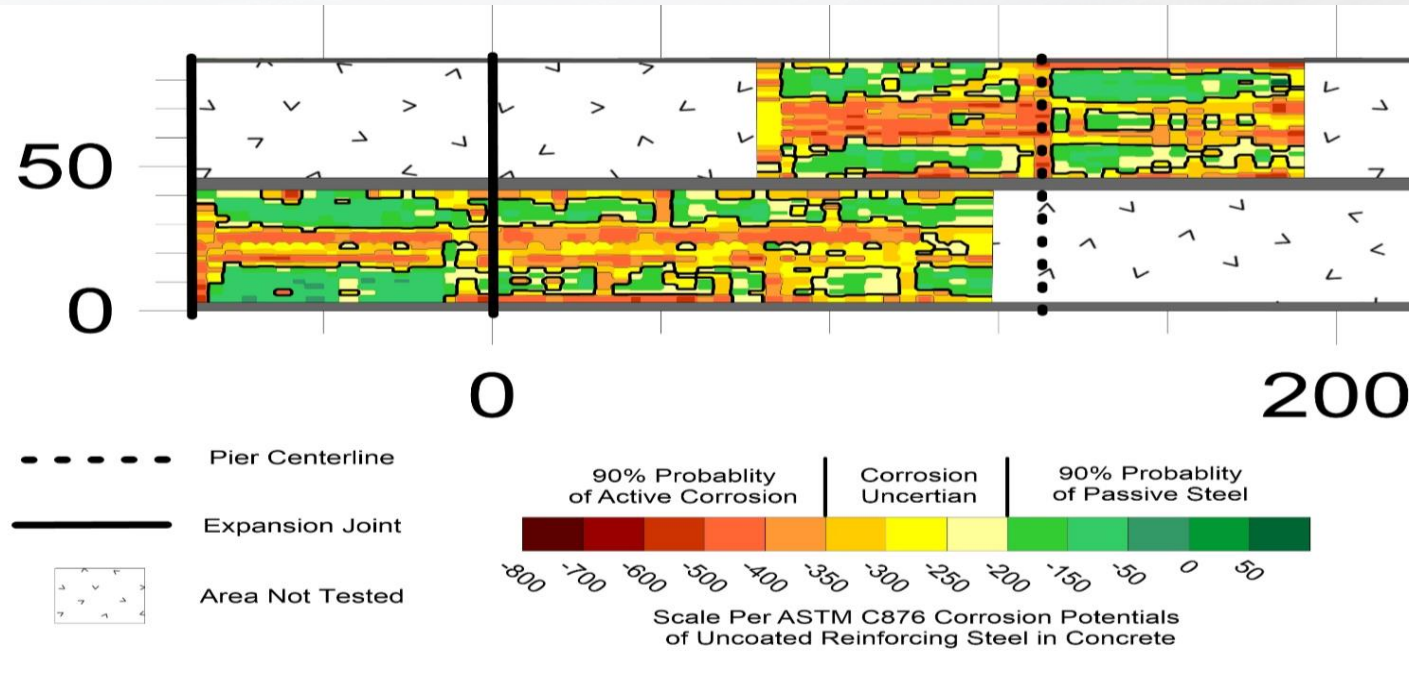 50
0
0
200
Pier Centerline
Expansion Joint
Area Not Tested
90% Probablity
of Active Corrosion
Corrosion
Uncertian
90% Probablity
of Passive Steel
-800
-700
-600
-500
-400
-350
-300
-250
-200
-150
-50
0
50
Scale Per ASTM C876 Corrosion Potentials
of Uncoated Reinforcing Steel in Concrete